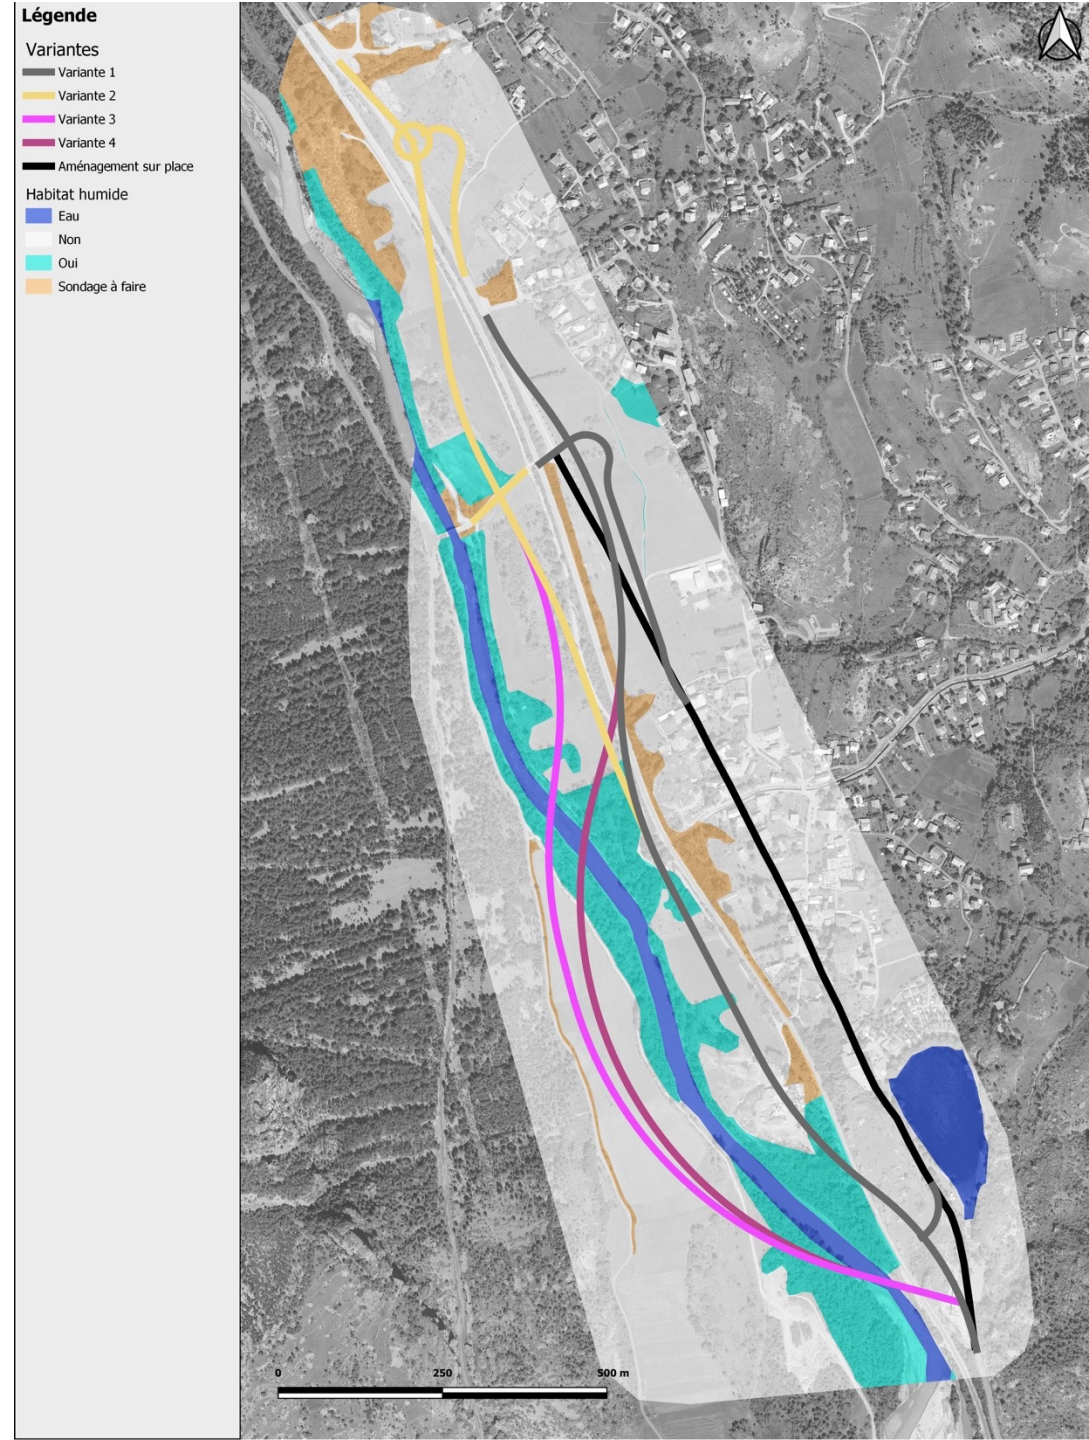 Légende
Variantes
Variante 1
Variante 2
Variante 3
Variante 4
Aménagement sur place
Habitat humide
Eau
Non
Oui
Sondage à faire
0 250 500 m